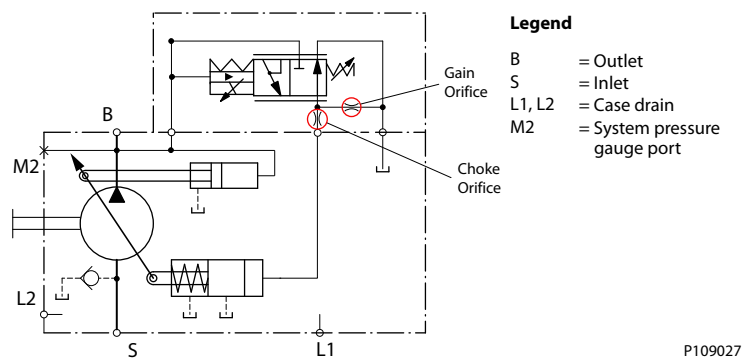 Legend
B = Outlet
S = Inlet
L1, L2 = Case drain
M2 = System pressure
gauge port
Gain
Orifice
Choke
Orifice
B
M2
L2
S
L1
P109027